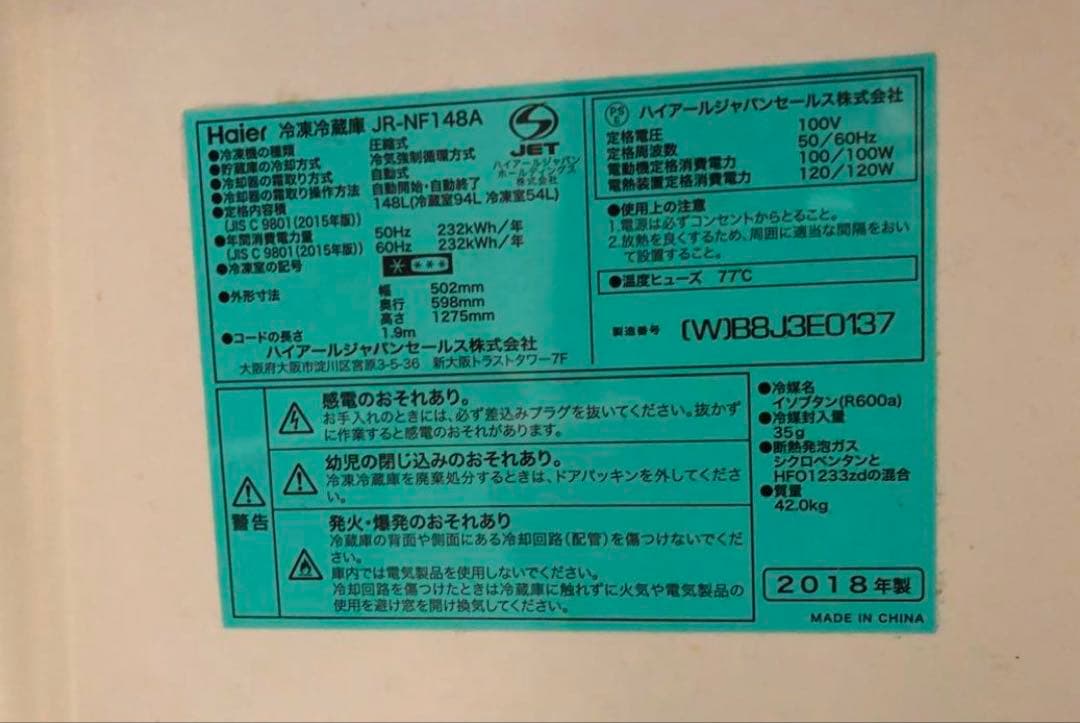 Haier 冷凍冷蔵庫 JR-NF148A
●冷凍機の種類 圧縮式
●貯蔵庫の冷却方式 冷気強制循環方式
●冷却器の霜取り方式 自動式
●冷却器の霜取り操作方法 自動開始・自動終了
●定格内容積 148L(冷蔵室94L 冷凍室54L)
(JIS C 9801(2015年版))
●年間消費電力量 50Hz 232kWh/年
(JIS C 9801(2015年版)) 60Hz 232kWh/年
●冷凍室の記号 * ***
●外形寸法 幅 502mm
奥行 598mm
高さ 1275mm
●コードの長さ 1.9m
ハイアールジャパンセールス株式会社
大阪府大阪市淀川区宮原3-5-36 新大阪トラストタワー7F
JET
ハイアールジャパン
ホールディングス
株式会社
PS
E
ハイアールジャパンセールス株式会社
定格電圧 100V
定格周波数 50/60Hz
電動機定格消費電力 100/100W
電熱装置定格消費電力 120/120W
●使用上の注意
1.電源は必ずコンセントからとること。
2.放熱を良くするため、周囲に適当な間隔をおい
て設置すること。
●温度ヒューズ 77℃
製造番号 (W)B8J3E0137
警告
感電のおそれあり。
お手入れのときには、必ず差込みプラグを抜いてください。抜かず
に作業すると感電のおそれがあります。
幼児の閉じ込みのおそれあり。
冷凍冷蔵庫を廃棄処分するときは、ドアパッキンを外してくださ
い。
発火・爆発のおそれあり
冷蔵庫の背面や側面にある冷却回路(配管)を傷つけないでくだ
さい。
庫内では電気製品を使用しないでください。
冷却回路を傷つけたときは冷蔵庫に触れずに火気や電気製品の
使用を避け窓を開け換気してください。
●冷媒名
イソブタン(R600a)
●冷媒封入量
35g
●断熱発泡ガス
シクロペンタンと
HFO1233zdの混合
●質量
42.0kg
2018年製
MADE IN CHINA